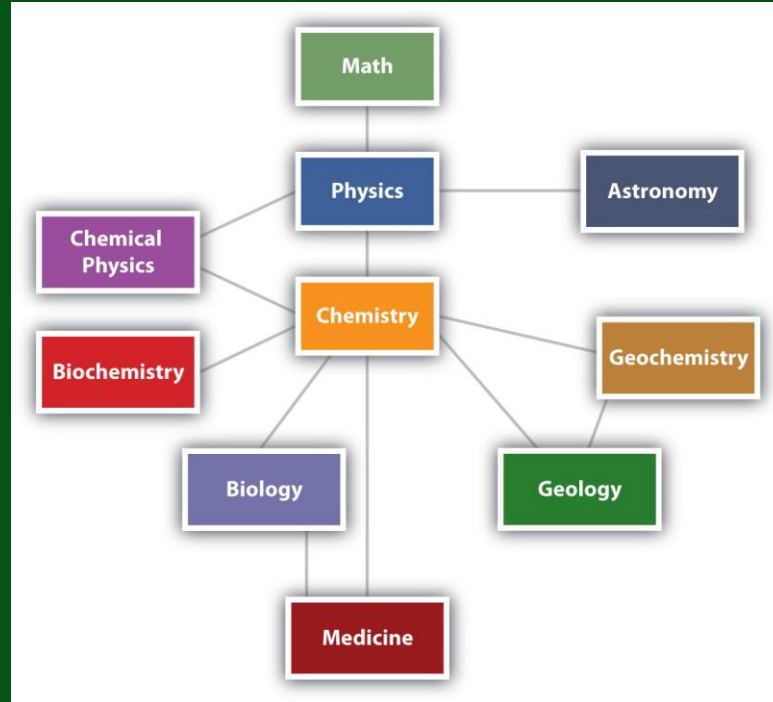 Math
Physics
Astronomy
Chemical
Physics
Chemistry
Biochemistry
Geochemistry
Biology
Geology
Medicine